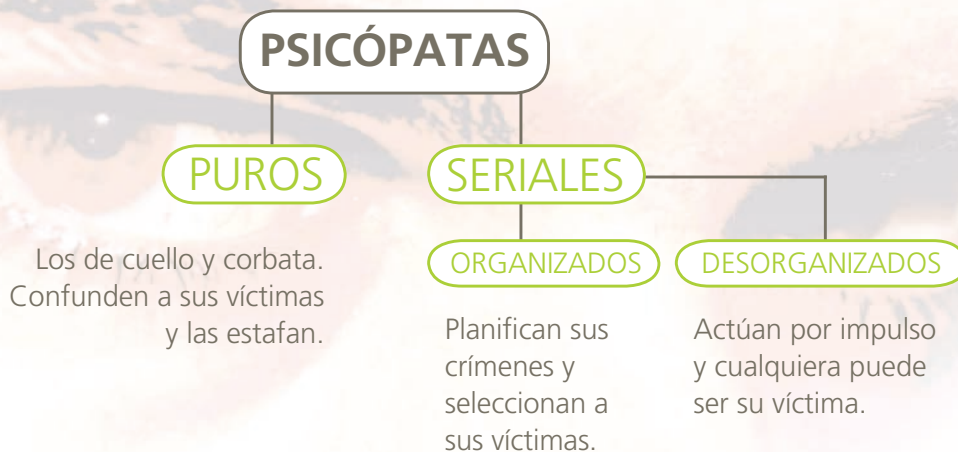 PSICÓPATAS
PUROS
Los de cuello y corbata.
Confunden a sus víctimas
y las estafan.
SERIALES
ORGANIZADOS
Planifican sus
crímenes y
seleccionan a
sus víctimas.
DESORGANIZADOS
Actúan por impulso
y cualquiera puede
ser su víctima.